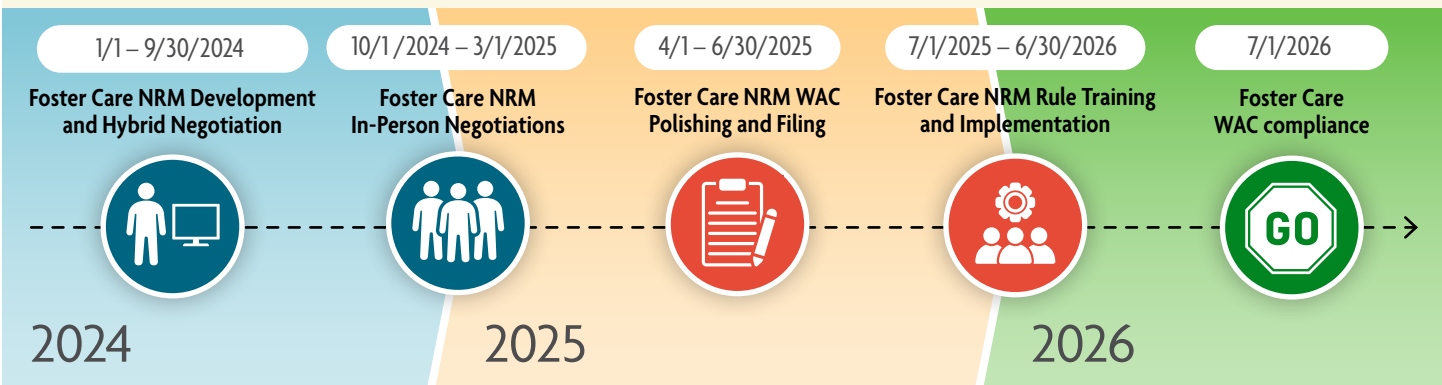 1/1 – 9/30/2024
Foster Care NRM Development
and Hybrid Negotiation
10/1 /2024 – 3/1/2025
Foster Care NRM
In-Person Negotiations
4/1 – 6/30/2025
Foster Care NRM WAC
Polishing and Filing
7/1/2025 – 6/30/2026
Foster Care NRM Rule Training
and Implementation
7/1/2026
Foster Care
WAC compliance
GO
2024
2025
2026